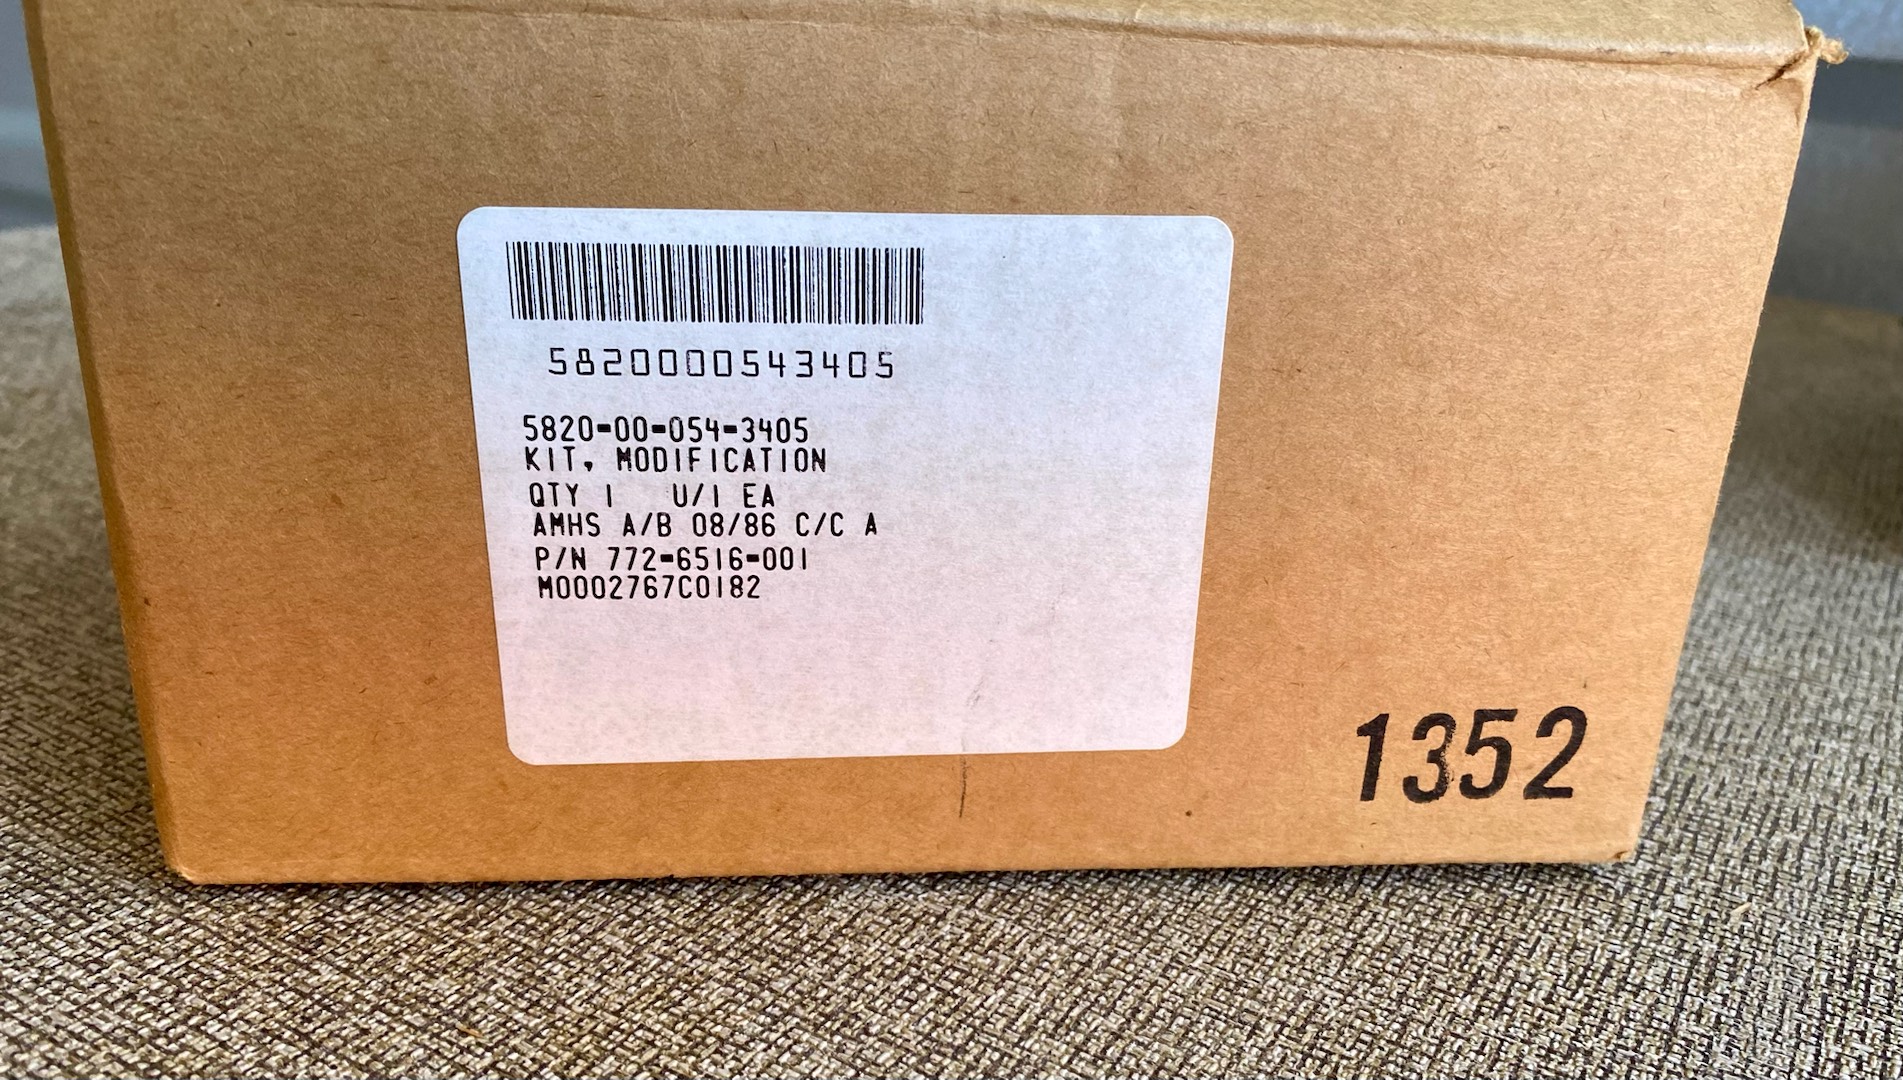 5820000543405
5820-00-054-3405
KIT, MODIFICATION
QTY 1 U/I EA
AMHS A/B 08/86 C/C A
P/N 772-6516-001
M0002767C0182
1352